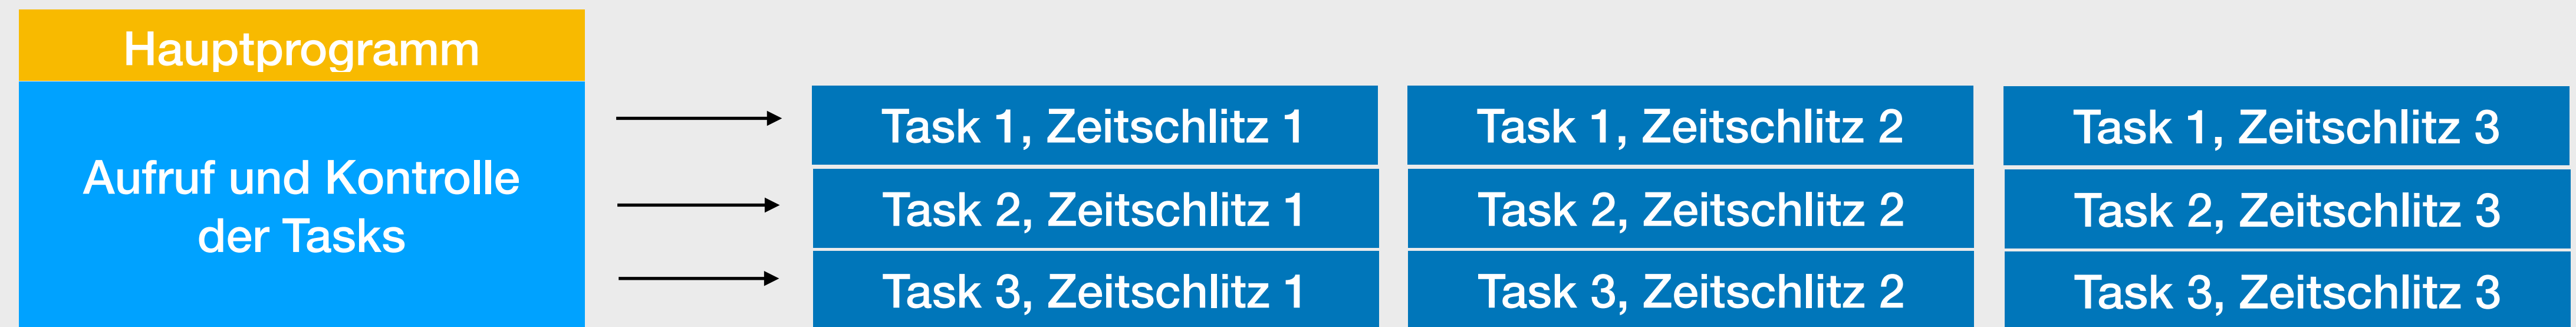 Hauptprogramm
Aufruf und Kontrolle
der Tasks
Task 1, Zeitschlitz 1
Task 1, Zeitschlitz 2
Task 1, Zeitschlitz 3
Task 2, Zeitschlitz 1
Task 2, Zeitschlitz 2
Task 2, Zeitschlitz 3
Task 3, Zeitschlitz 1
Task 3, Zeitschlitz 2
Task 3, Zeitschlitz 3